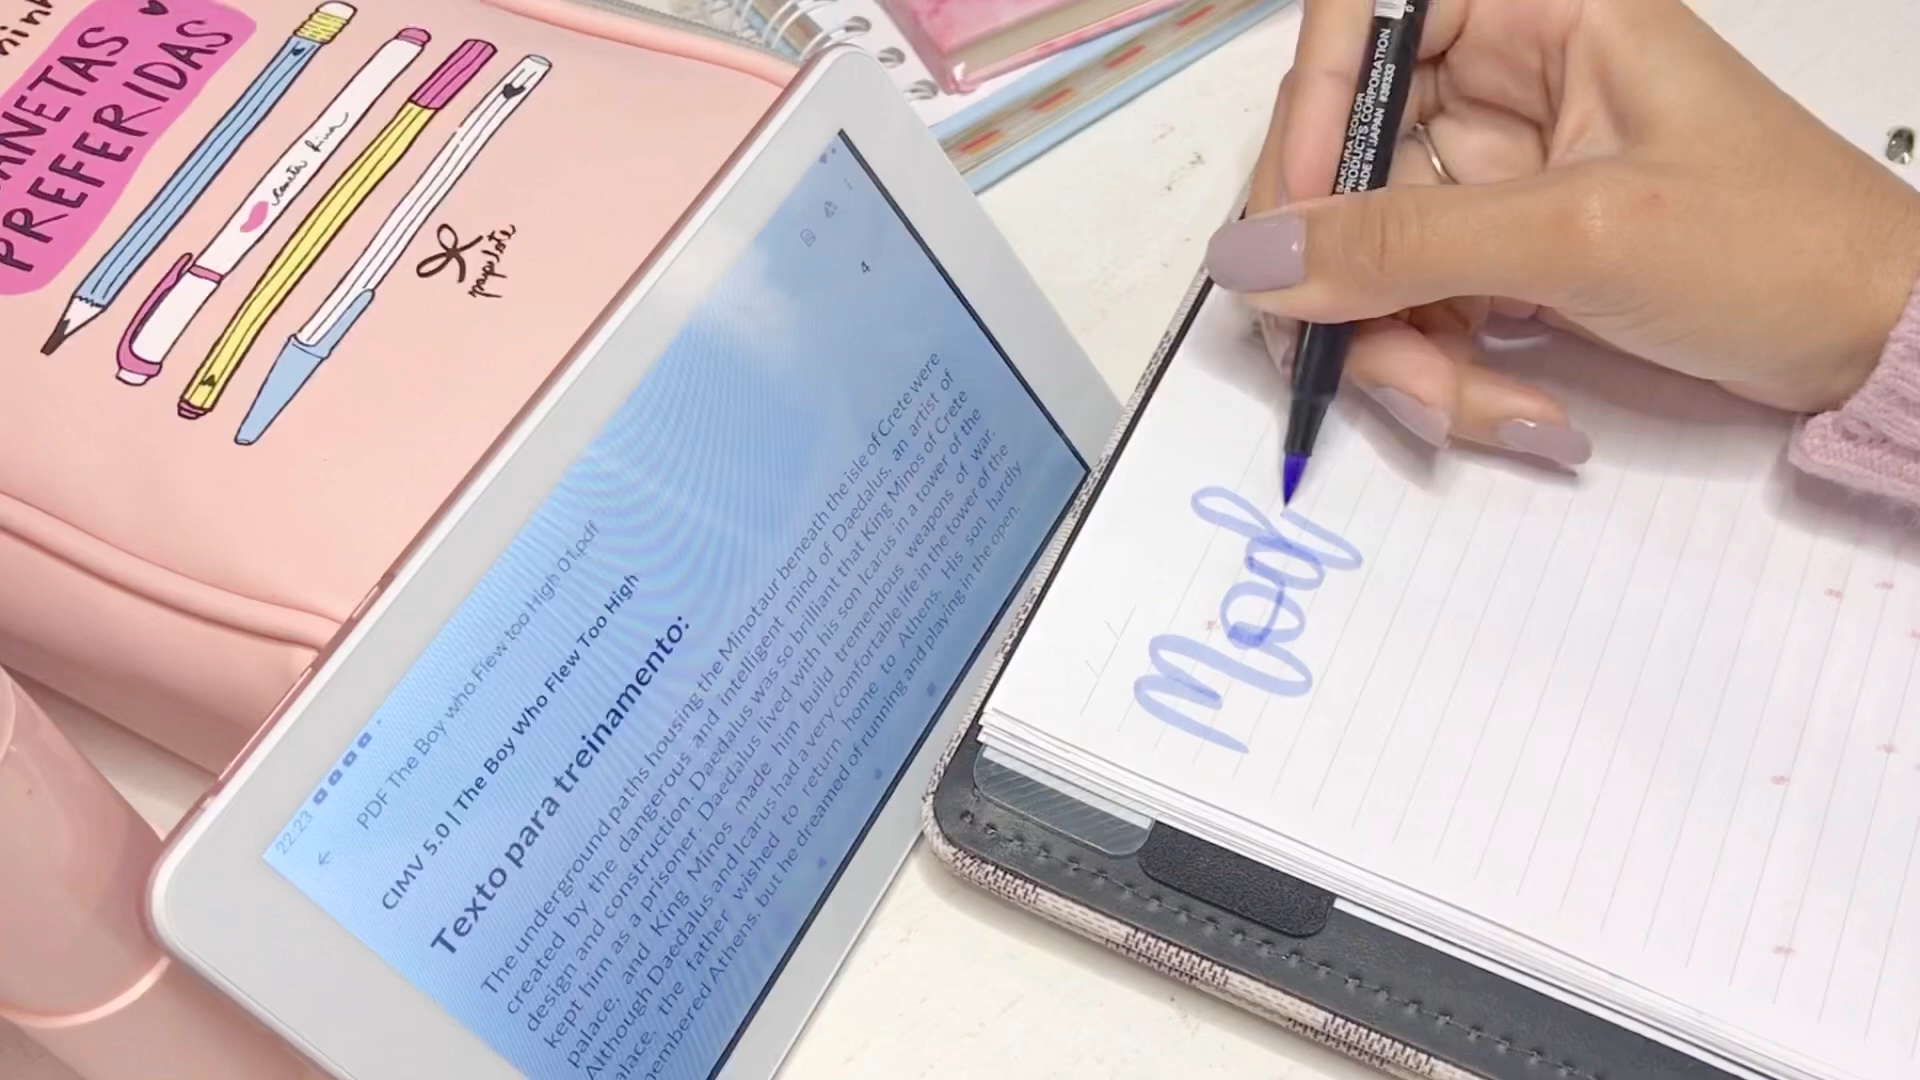 CANETAS
PREFERIDAS
caneta fina
papelote
22:23
PDF The Boy who Flew too High 01.pdf
4
CIMV 5.0 | The Boy Who Flew Too High
Texto para treinamento:
The underground paths housing the Minotaur beneath the isle of Crete were
created by the dangerous and intelligent mind of Daedalus, an artist of
design and construction. Daedalus was so brilliant that King Minos of Crete
kept him as a prisoner. Daedalus lived with his son Icarus in a tower of the
palace, and King Minos made him build tremendous weapons of war.
Although Daedalus and Icarus had a very comfortable life in the tower of the
palace, the father wished to return home to Athens. His son hardly
remembered Athens, but he dreamed of running and playing in the open.
SAKURA COLOR
PRODUCTS CORPORATION
MADE IN JAPAN #38333
Mood